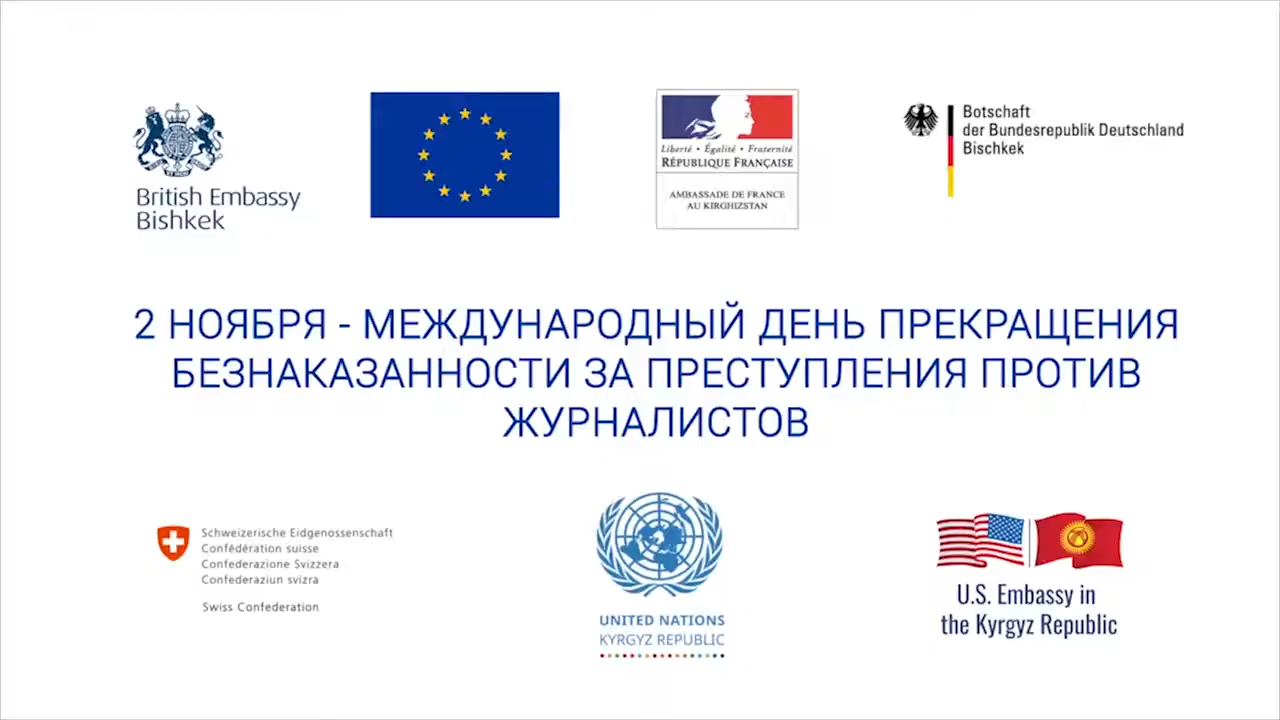 British Embassy
Bishkek
Liberté • Égalité • Fraternité
RÉPUBLIQUE FRANÇAISE
AMBASSADE DE FRANCE
AU KIRGHIZSTAN
Botschaft
der Bundesrepublik Deutschland
Bischkek
2 НОЯБРЯ - МЕЖДУНАРОДНЫЙ ДЕНЬ ПРЕКРАЩЕНИЯ
БЕЗНАКАЗАННОСТИ ЗА ПРЕСТУПЛЕНИЯ ПРОТИВ
ЖУРНАЛИСТОВ
Schweizerische Eidgenossenschaft
Confédération suisse
Confederazione Svizzera
Confederaziun svizra
Swiss Confederation
UNITED NATIONS
KYRGYZ REPUBLIC
U.S. Embassy in
the Kyrgyz Republic